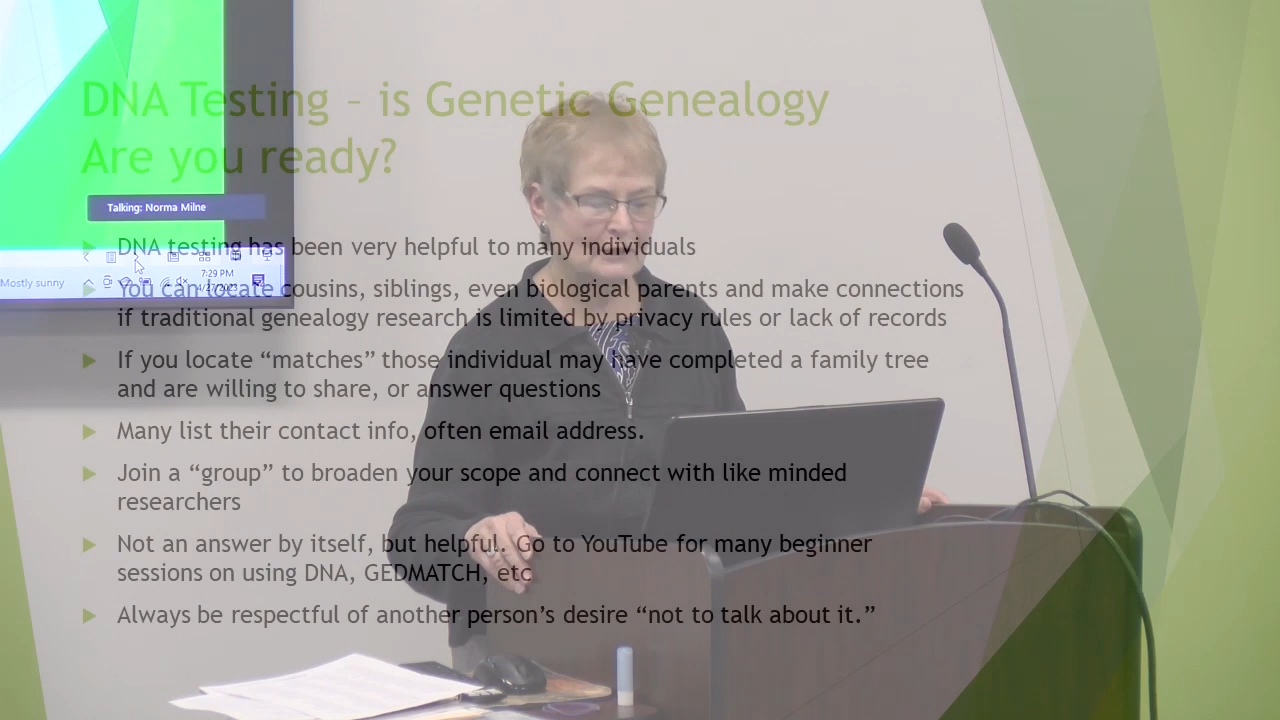 DNA Testing – is Genetic Genealogy
Are you ready?
Talking: Norma Milne
DNA testing has been very helpful to many individuals
You can locate cousins, siblings, even biological parents and make connections
if traditional genealogy research is limited by privacy rules or lack of records
Mostly sunny
7:29 PM
4/27/2023
If you locate “matches” those individual may have completed a family tree
and are willing to share, or answer questions
Many list their contact info, often email address.
Join a “group” to broaden your scope and connect with like minded
researchers
Not an answer by itself, but helpful. Go to YouTube for many beginner
sessions on using DNA, GEDMATCH, etc
Always be respectful of another person’s desire “not to talk about it.”